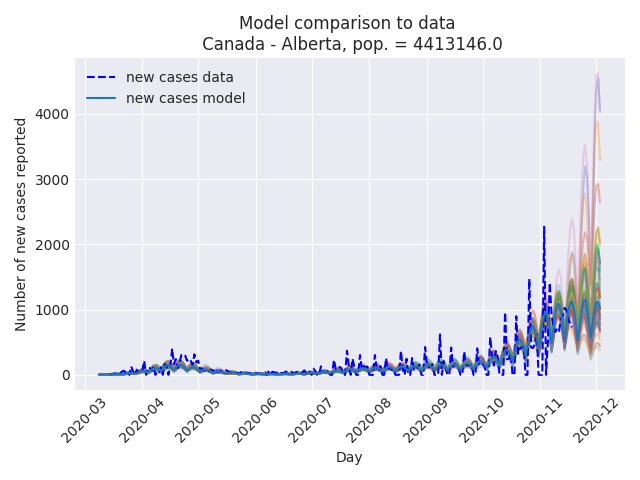 Model comparison to data
Canada - Alberta, pop. = 4413146.0
new cases data
new cases model
Number of new cases reported
4000
3000
2000
1000
0
2020-03
2020-04
2020-05
2020-06
2020-07
2020-08
2020-09
2020-10
2020-11
2020-12
Day